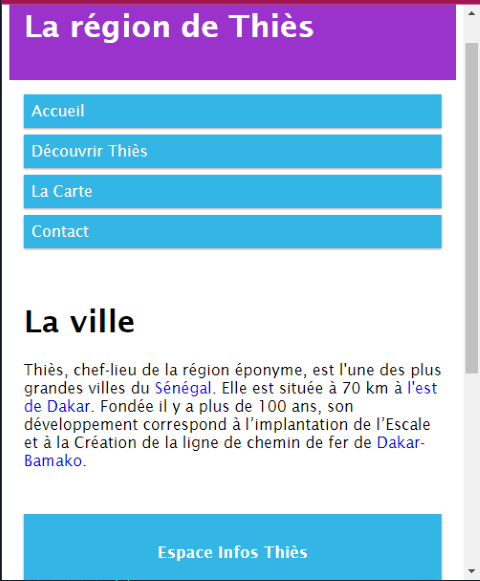 La région de Thiès
Accueil
Découvrir Thiès
La Carte
Contact
La ville
Thiès, chef-lieu de la région éponyme, est l'une des plus
grandes villes du Sénégal. Elle est située à 70 km à l'est
de Dakar. Fondée il y a plus de 100 ans, son
développement correspond à l’implantation de l’Escale
et à la Création de la ligne de chemin de fer de Dakar-
Bamako.
Espace Infos Thiès